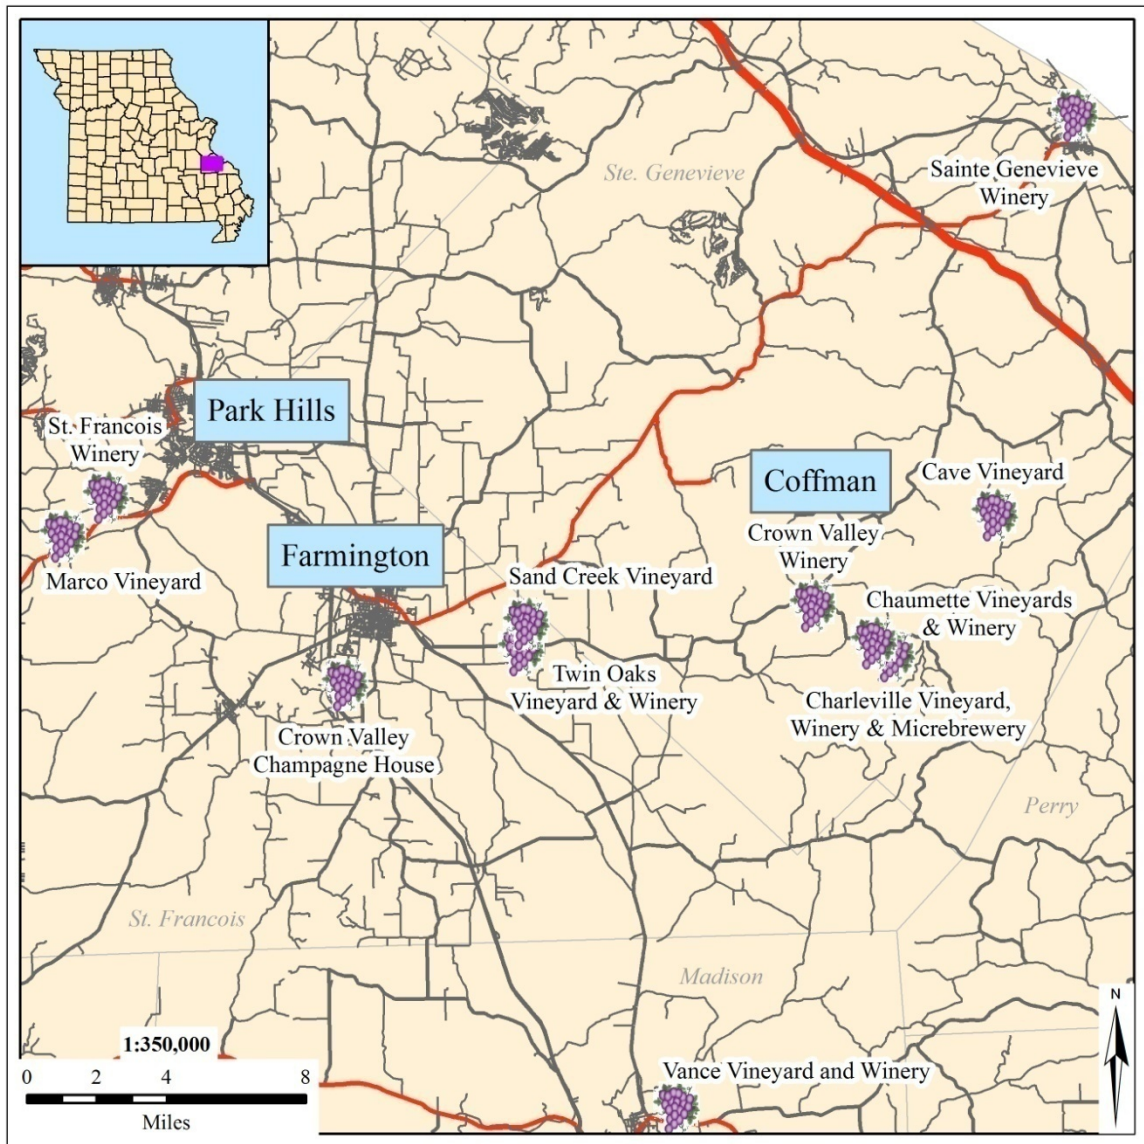 Ste. Genevieve
Sainte Genevieve
Winery
Park Hills
St. Francois
Winery
Coffman
Cave Vineyard
Farmington
Crown Valley
Winery
Marco Vineyard
Sand Creek Vineyard
Chaumette Vineyards
& Winery
Twin Oaks
Vineyard & Winery
Charleville Vineyard,
Winery & Micrebrewery
Crown Valley
Champagne House
Perry
St. Francois
Madison
N
1:350,000
Vance Vineyard and Winery
0 2 4 8
Miles